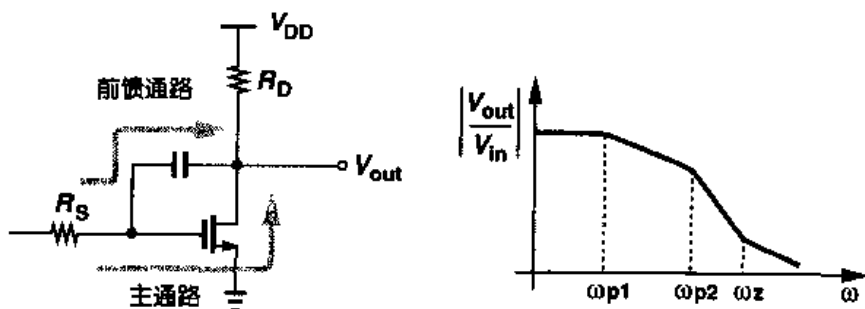 V_DD
R_D
前馈通路
V_out
R_S
主通路
|V_out/V_in|
ωp1
ωp2
ωz
ω